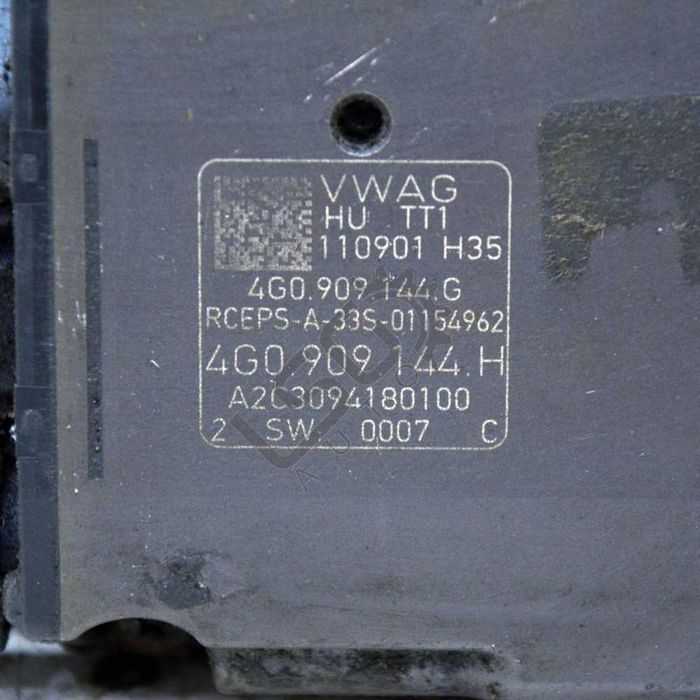 VWAG
HU TT1
110901 H35
4G0.909 144.G
RCEPS-A-33S-01154962
4G0 909 144.H
A2C3094180100
2 SW: 0007 C